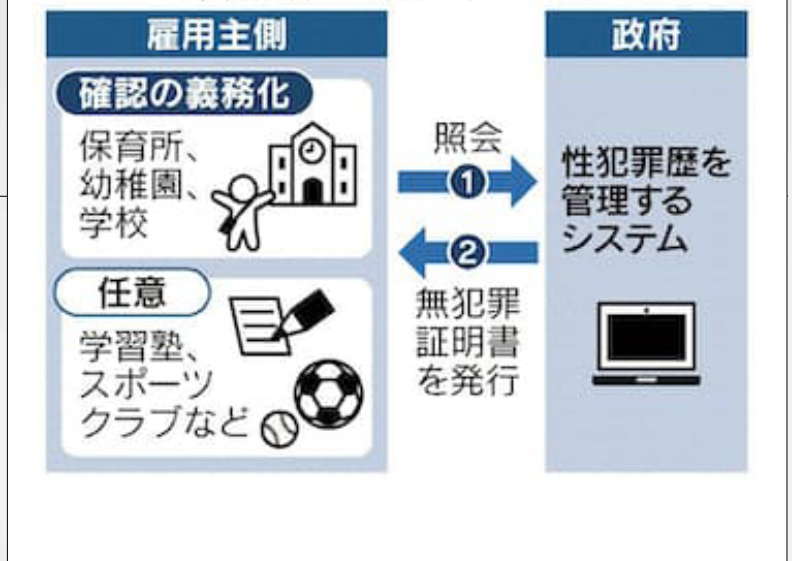 雇用主側
確認の義務化
保育所、
幼稚園、
学校
任意
学習塾、
スポーツ
クラブなど
照会
1
2
無犯罪
証明書
を発行
政府
性犯罪歴を
管理する
システム